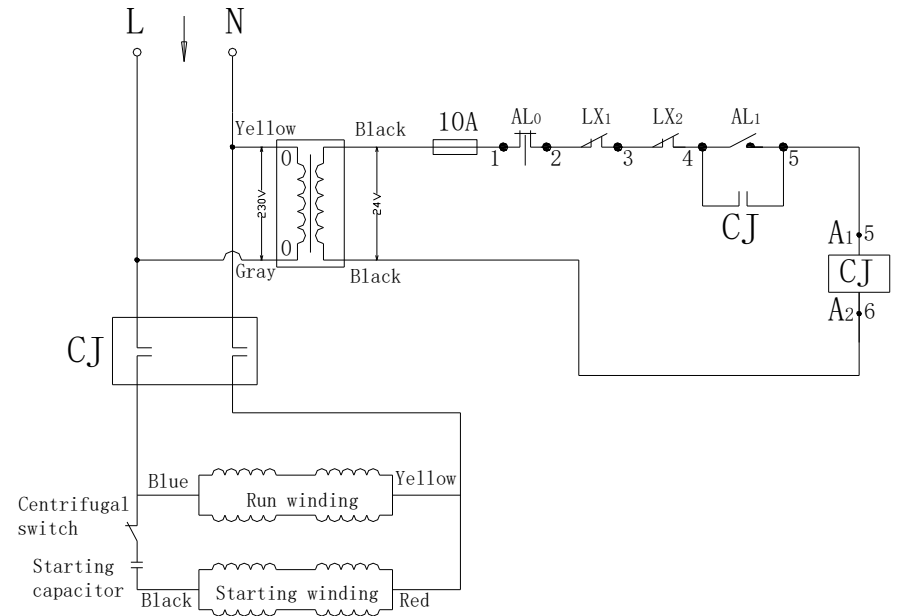 L
N
Yellow
Black
10A
AL0
LX1
LX2
AL1
0
230V
24V
1
2
3
4
5
CJ
0
Gray
Black
A1 5
CJ
A2 6
CJ
Blue
Yellow
Run winding
Centrifugal
switch
Starting
capacitor
Black
Starting winding
Red